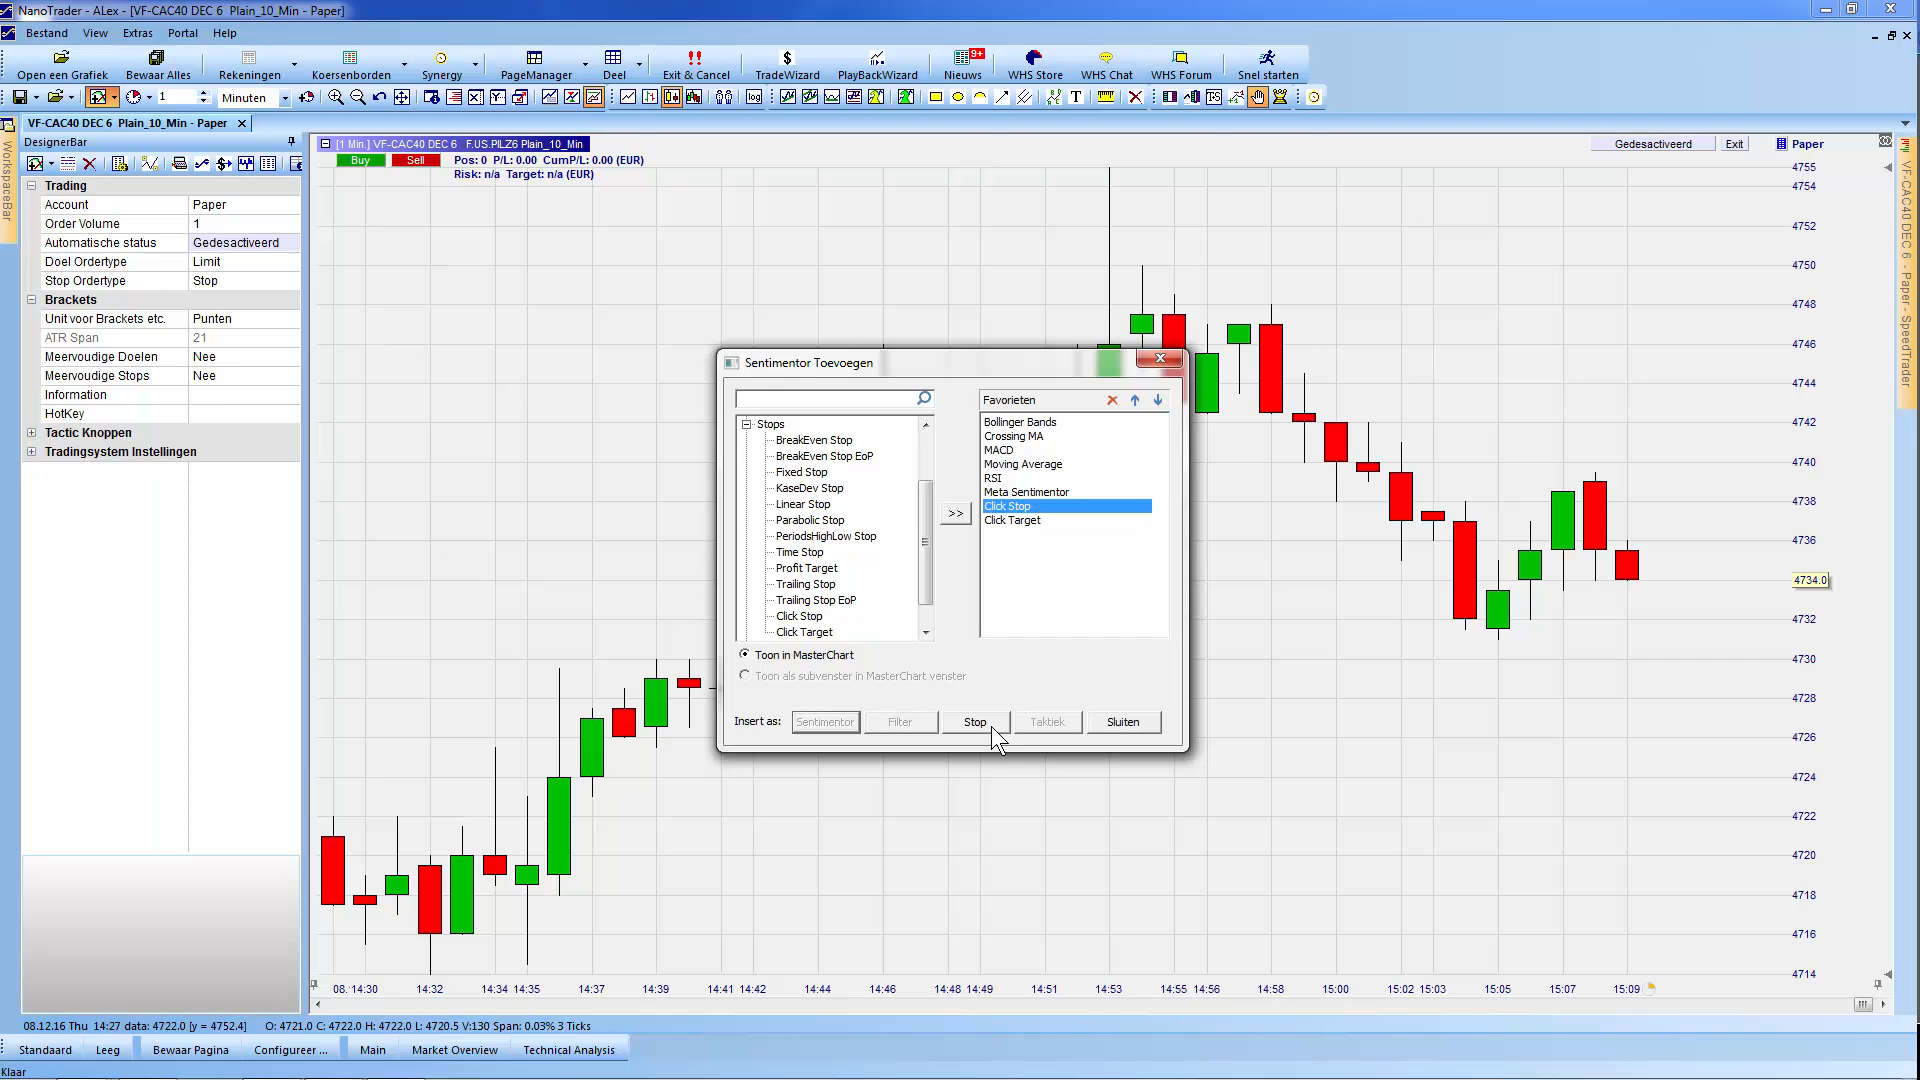 NanoTrader - ALex - [VF-CAC40 DEC 6 Plain_10_Min - Paper]
Bestand View Extras Portal Help
Open een Grafiek Bewaar Alles Rekeningen Koersenborden Synergy PageManager Deel Exit & Cancel TradeWizard PlayBackWizard 9+ Nieuws WHS Store WHS Chat WHS Forum Snel starten
1 Minuten log T
VF-CAC40 DEC 6 Plain_10_Min - Paper
WorkspaceBar
DesignerBar
Trading
Account Paper
Order Volume 1
Automatische status Gedesactiveerd
Doel Ordertype Limit
Stop Ordertype Stop
Brackets
Unit voor Brackets etc. Punten
ATR Span 21
Meervoudige Doelen Nee
Meervoudige Stops Nee
Information
HotKey
Tactic Knoppen
Tradingsystem Instellingen
[1 Min.] VF-CAC40 DEC 6 F.US.PILZ6 Plain_10_Min
Buy Sell Pos: 0 P/L: 0.00 CumP/L: 0.00 (EUR)
Risk: n/a Target: n/a (EUR)
Gedesactiveerd Exit Paper
4755
4754
4752
4750
4748
4746
4744
4742
4740
4738
4736
4734.0
4732
4730
4728
4726
4724
4722
4720
4718
4716
4714
VF-CAC40 DEC 6 - Paper - SpeedTrader
Sentimentor Toevoegen
Stops
BreakEven Stop
BreakEven Stop EoP
Fixed Stop
KaseDev Stop
Linear Stop
Parabolic Stop
PeriodsHighLow Stop
Time Stop
Profit Target
Trailing Stop
Trailing Stop EoP
Click Stop
Click Target
>>
Favorieten
Bollinger Bands
Crossing MA
MACD
Moving Average
RSI
Meta Sentimentor
Click Stop
Click Target
Toon in MasterChart
Toon als subvenster in MasterChart venster
Insert as: Sentimentor Filter Stop Taktiek Sluiten
08. 14:30 14:32 14:34 14:35 14:37 14:39 14:41 14:42 14:44 14:46 14:48 14:49 14:51 14:53 14:55 14:56 14:58 15:00 15:02 15:03 15:05 15:07 15:09
08.12.16 Thu 14:27 data: 4722.0 [y = 4752.4] O: 4721.0 C: 4722.0 H: 4722.0 L: 4720.5 V:130 Span: 0.03% 3 Ticks
Standaard Leeg Bewaar Pagina Configureer ... Main Market Overview Technical Analysis
Klaar